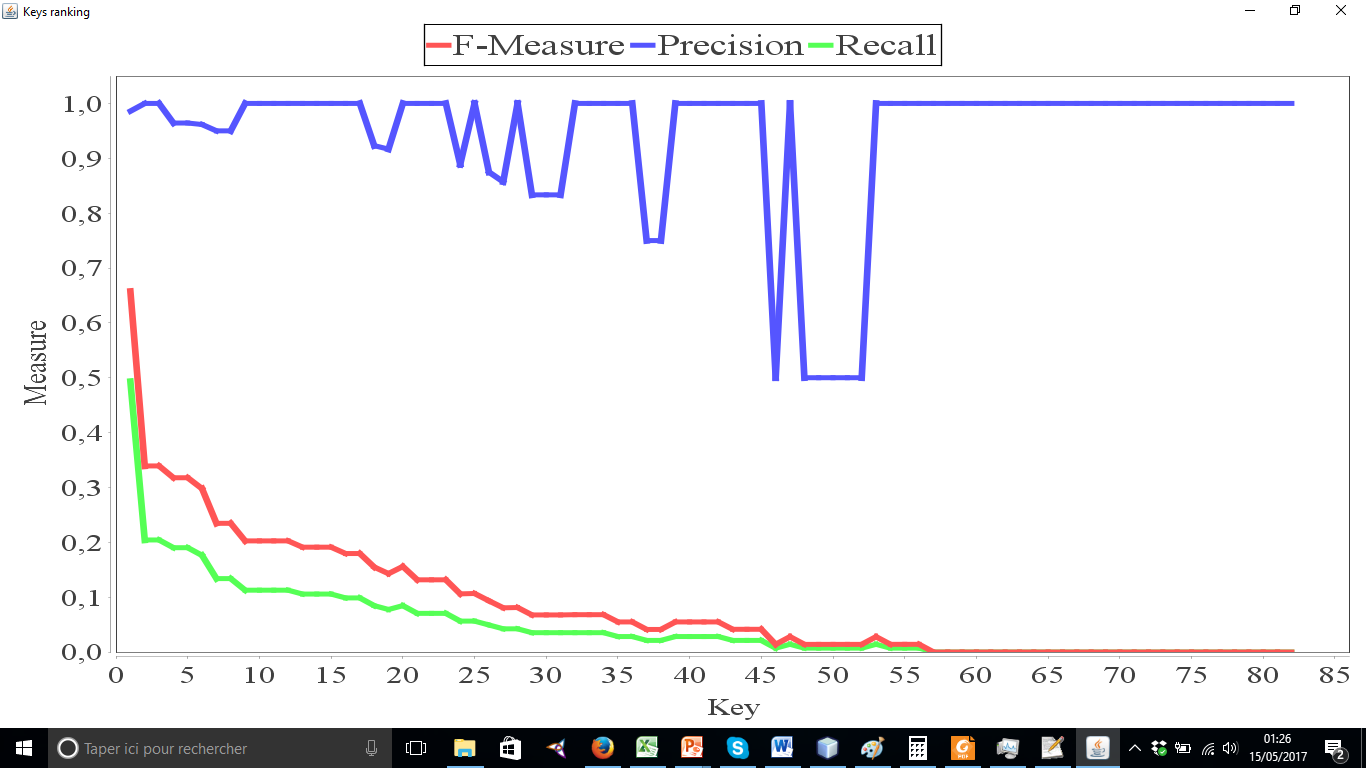 Keys ranking
F-Measure Precision Recall
1,0
0,9
0,8
0,7
0,6
0,5
0,4
0,3
0,2
0,1
0,0
Measure
0 5 10 15 20 25 30 35 40 45 50 55 60 65 70 75 80 85
Key
Taper ici pour rechercher
01:26
15/05/2017
2